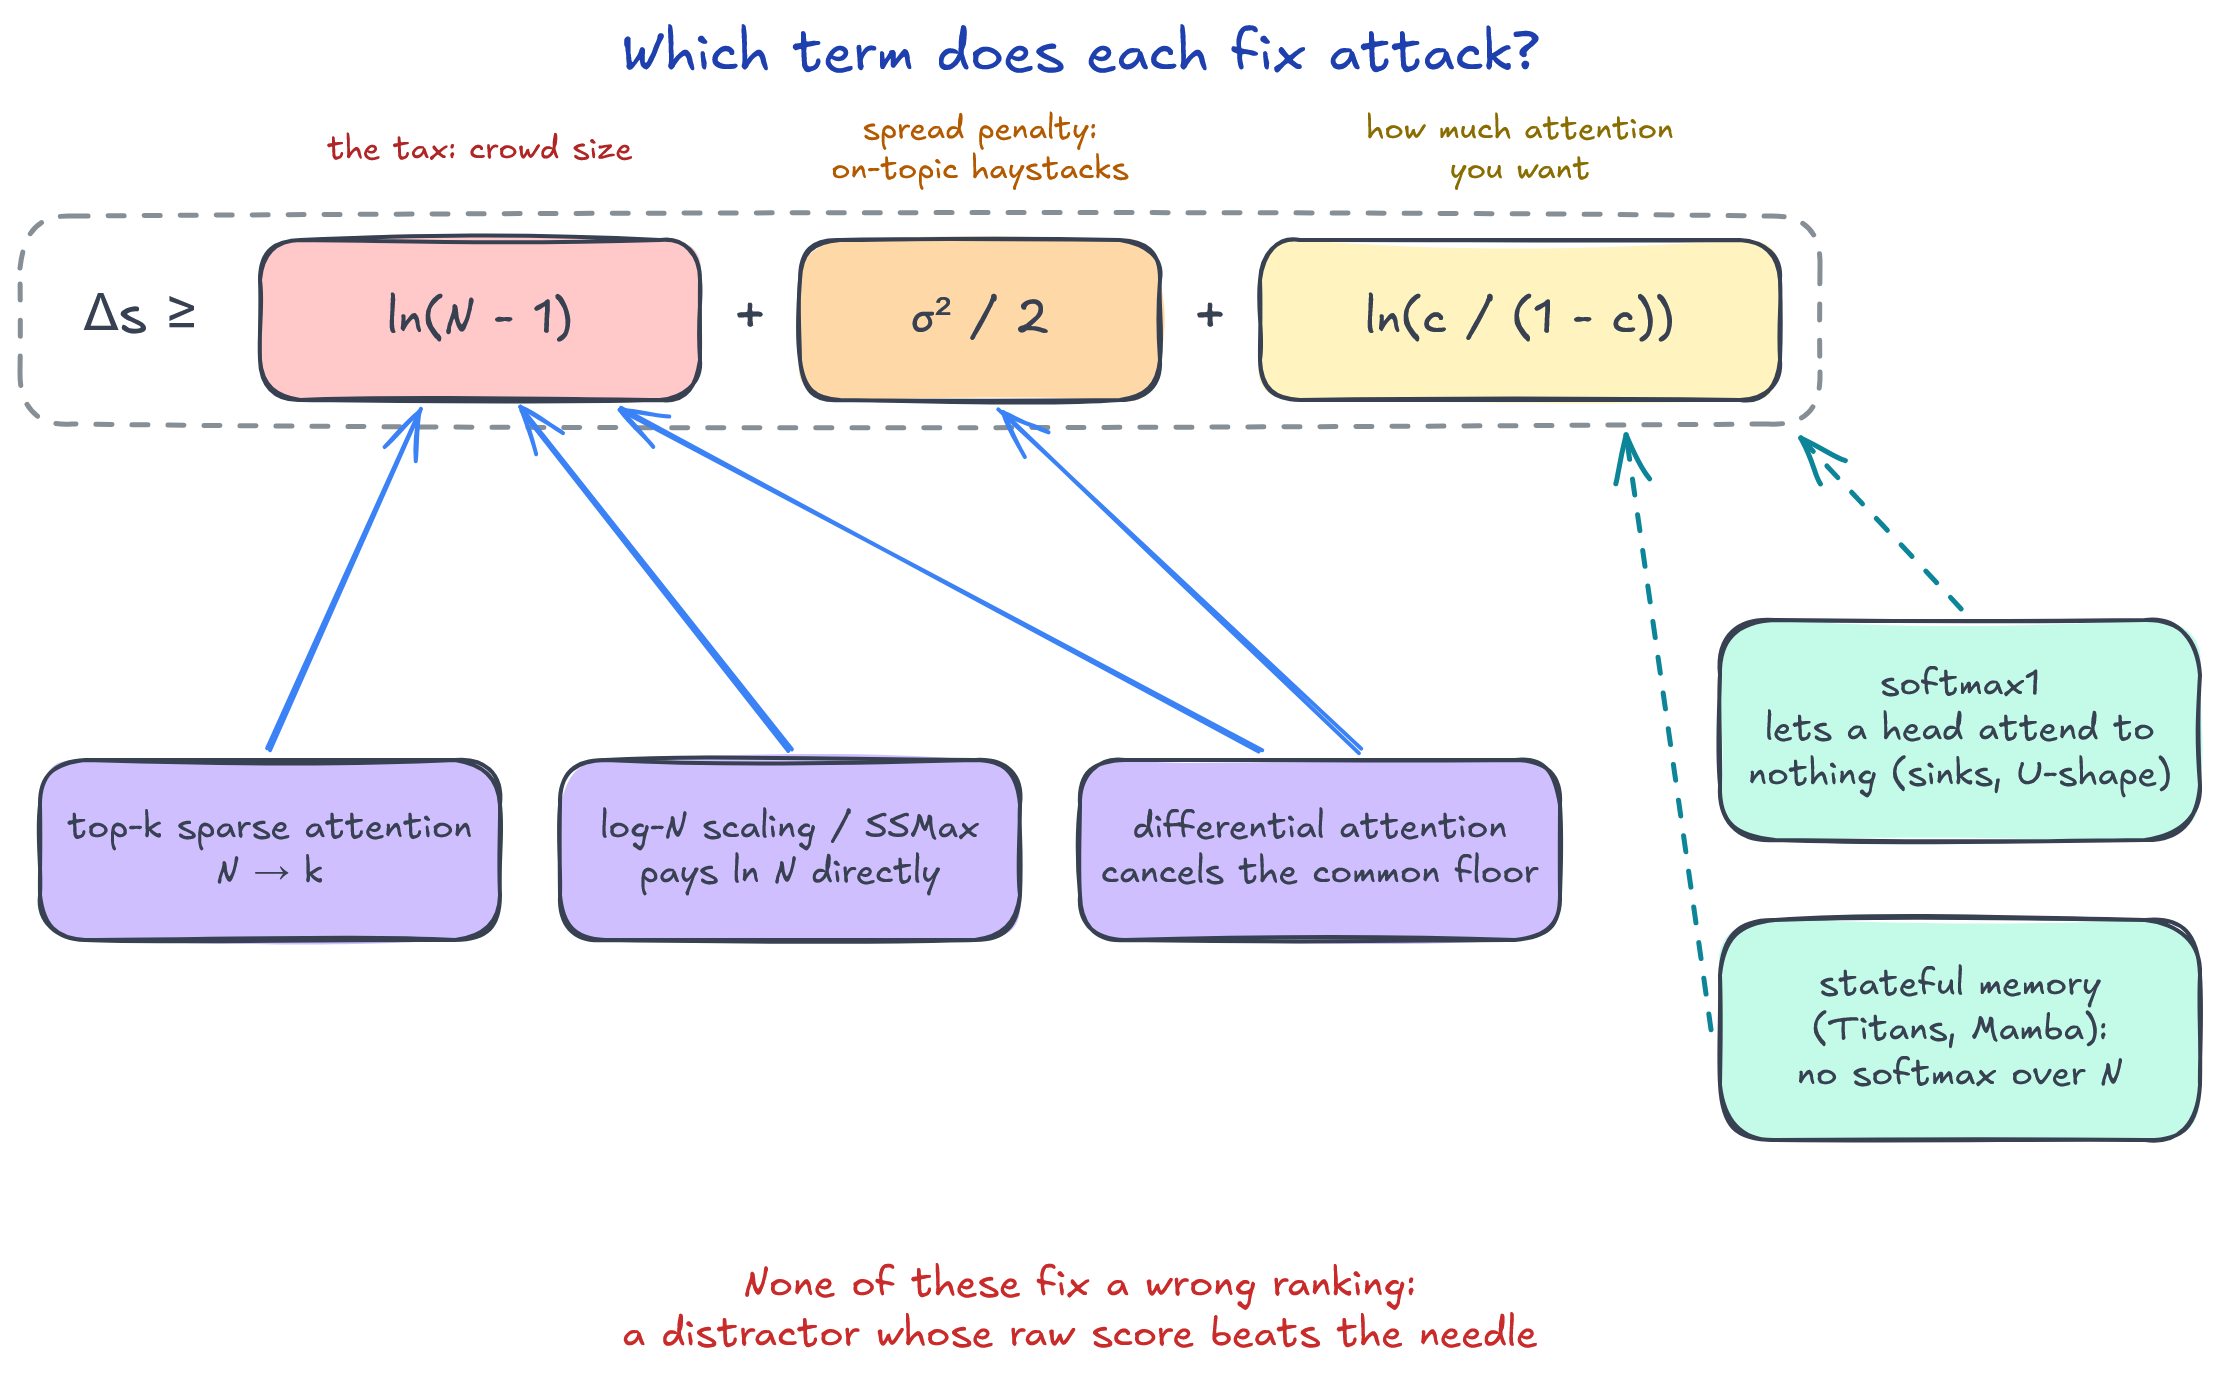 Which term does each fix attack?
the tax: crowd size
spread penalty:
on-topic haystacks
how much attention
you want
Δs ≥ ln(N - 1) + σ² / 2 + ln(c / (1 - c))
softmax1
lets a head attend to
nothing (sinks, U-shape)
top-k sparse attention
N → k
log-N scaling / SSMax
pays ln N directly
differential attention
cancels the common floor
stateful memory
(Titans, Mamba):
no softmax over N
None of these fix a wrong ranking:
a distractor whose raw score beats the needle